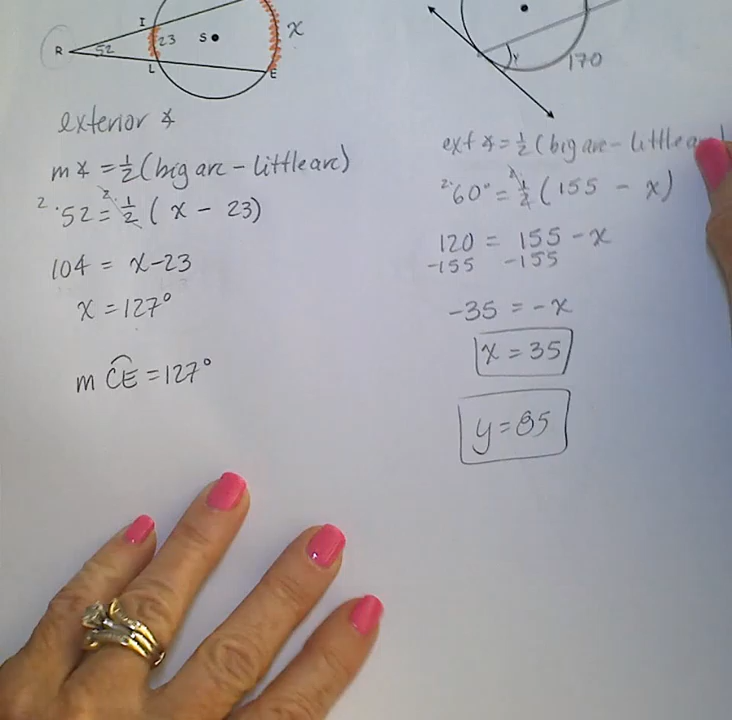 I
R 52 23 S x
L E
exterior ∡
m∡ = 1/2 (big arc - little arc)
2·52 = 2·1/2 (x - 23)
104 = x-23
x = 127°
m CE = 127°
y 170
ext ∡ = 1/2 (big arc - little arc)
2·60° = 2·1/2 (155 - x)
120 = 155 - x
-155 -155
-35 = -x
x = 35
y = 85